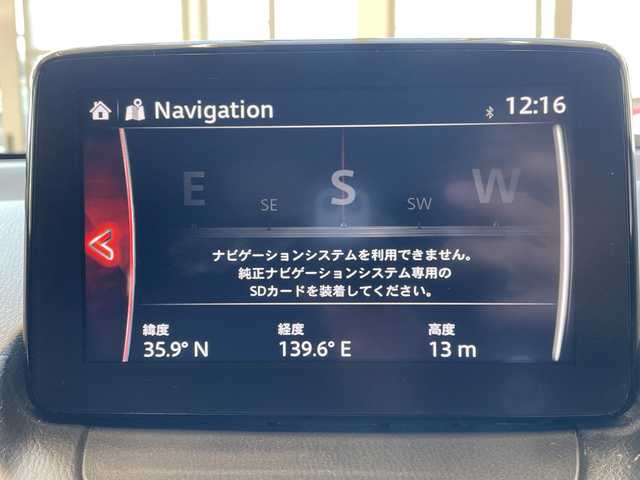 Navigation
12:16
E SE S SW W
ナビゲーションシステムを利用できません。
純正ナビゲーションシステム専用の
SDカードを装着してください。
緯度 経度 高度
35.9° N 139.6° E 13 m